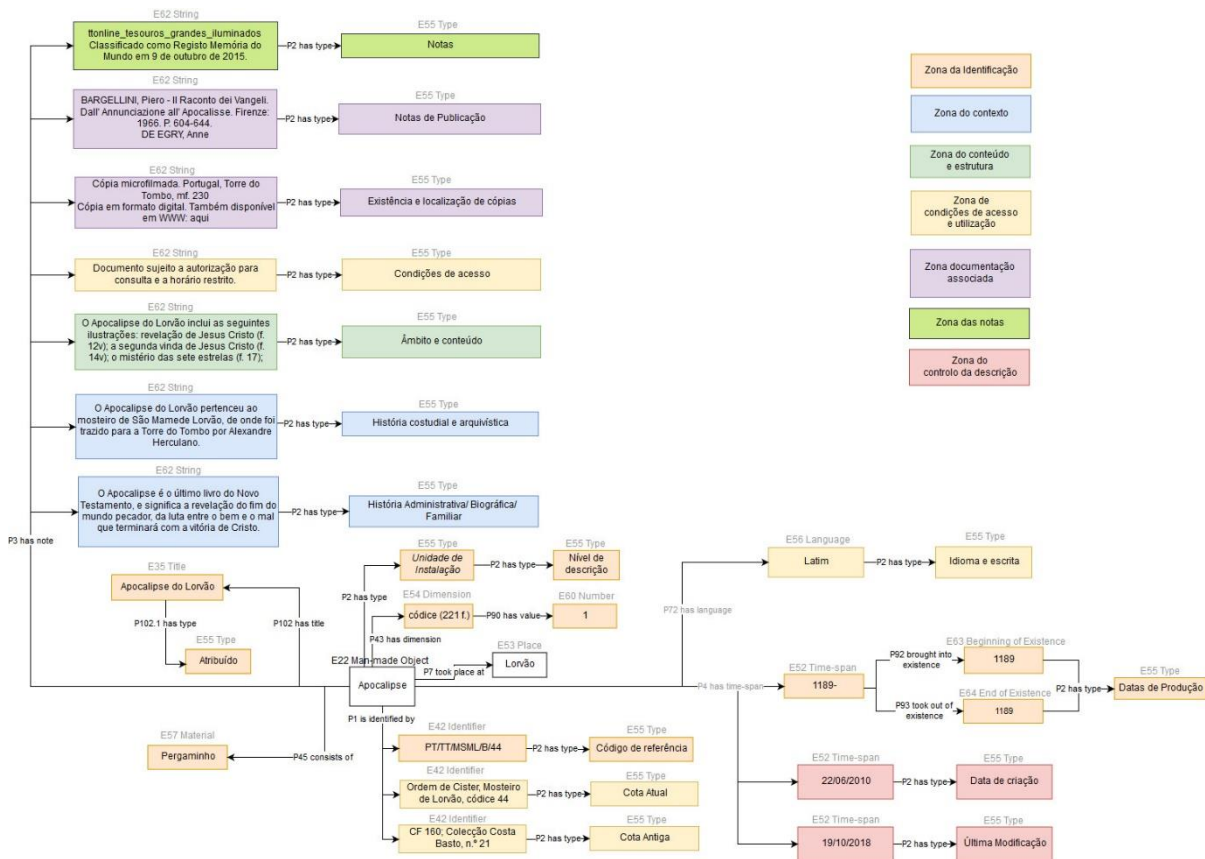 E62 String
ttonline_tesouros_grandes_iluminados
Classificado como Registo Memória do
Mundo em 9 de outubro de 2015.
P2 has type
E55 Type
Notas
E62 String
BARGELLINI, Piero - Il Raconto dei Vangeli.
Dall' Annunciazione all' Apocalisse. Firenze:
1966. P. 604-644.
DE EGRY, Anne
P2 has type
E55 Type
Notas de Publicação
E62 String
Cópia microfilmada. Portugal, Torre do
Tombo, mf. 230
Cópia em formato digital. Também disponível
em WWW: aqui
P2 has type
E55 Type
Existência e localização de cópias
E62 String
Documento sujeito a autorização para
consulta e a horário restrito.
P2 has type
E55 Type
Condições de acesso
E62 String
O Apocalipse do Lorvão inclui as seguintes
ilustrações: revelação de Jesus Cristo (f.
12v); a segunda vinda de Jesus Cristo (f.
14v); o mistério das sete estrelas (f. 17);
P2 has type
E55 Type
Âmbito e conteúdo
E62 String
O Apocalipse do Lorvão pertenceu ao
mosteiro de São Mamede Lorvão, de onde foi
trazido para a Torre do Tombo por Alexandre
Herculano.
P2 has type
E55 Type
História costudial e arquivística
E62 String
O Apocalipse é o último livro do Novo
Testamento, e significa a revelação do fim do
mundo pecador, da luta entre o bem e o mal
que terminará com a vitória de Cristo.
P2 has type
E55 Type
História Administrativa/ Biográfica/
Familiar
Zona da Identificação
Zona do contexto
Zona do conteúdo
e estrutura
Zona de
condições de acesso
e utilização
Zona documentação
associada
Zona das notas
Zona do
controlo da descrição
P3 has note
E35 Title
Apocalipse do Lorvão
P102.1 has type
P102 has title
E55 Type
Atribuído
E57 Material
Pergaminho
P45 consists of
E55 Type
Unidade de
Instalação
P2 has type
P2 has type
E55 Type
Nível de
descrição
E54 Dimension
códice (221 f.)
P90 has value
E60 Number
1
P43 has dimension
E53 Place
Lorvão
E22 Man-made Object
P7 took place at
Apocalipse
P1 is identified by
E42 Identifier
PT/TT/MSML/B/44
P2 has type
E55 Type
Código de referência
E42 Identifier
Ordem de Cister, Mosteiro
de Lorvão, códice 44
P2 has type
E55 Type
Cota Atual
E42 Identifier
CF 160; Colecção Costa
Basto, n.º 21
P2 has type
E55 Type
Cota Antiga
P72 has language
E56 Language
Latim
P2 has type
E55 Type
Idioma e escrita
P4 has time-span
E52 Time-span
1189-
P92 brought into
existence
E63 Beginning of Existence
1189
P93 took out of
existence
E64 End of Existence
1189
P2 has type
E55 Type
Datas de Produção
E52 Time-span
22/06/2010
P2 has type
E55 Type
Data de criação
E52 Time-span
19/10/2018
P2 has type
E55 Type
Última Modificação